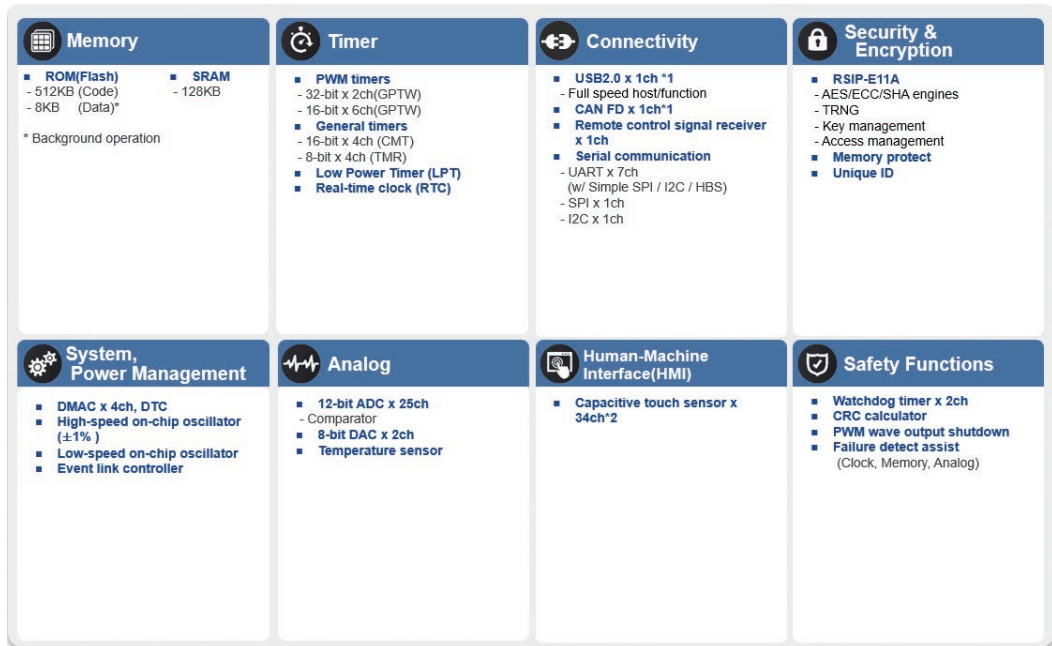 Memory
■ ROM(Flash)
- 512KB (Code)
- 8KB (Data)*
■ SRAM
- 128KB
* Background operation
Timer
■ PWM timers
- 32-bit x 2ch(GPTW)
- 16-bit x 6ch(GPTW)
■ General timers
- 16-bit x 4ch (CMT)
- 8-bit x 4ch (TMR)
■ Low Power Timer (LPT)
■ Real-time clock (RTC)
Connectivity
■ USB2.0 x 1ch *1
- Full speed host/function
■ CAN FD x 1ch*1
■ Remote control signal receiver
x 1ch
■ Serial communication
- UART x 7ch
(w/ Simple SPI / I2C / HBS)
- SPI x 1ch
- I2C x 1ch
Security &
Encryption
■ RSIP-E11A
- AES/ECC/SHA engines
- TRNG
- Key management
- Access management
■ Memory protect
■ Unique ID
System,
Power Management
■ DMAC x 4ch, DTC
■ High-speed on-chip oscillator
(±1% )
■ Low-speed on-chip oscillator
■ Event link controller
Analog
■ 12-bit ADC x 25ch
- Comparator
■ 8-bit DAC x 2ch
■ Temperature sensor
Human-Machine
Interface(HMI)
■ Capacitive touch sensor x
34ch*2
Safety Functions
■ Watchdog timer x 2ch
■ CRC calculator
■ PWM wave output shutdown
■ Failure detect assist
(Clock, Memory, Analog)